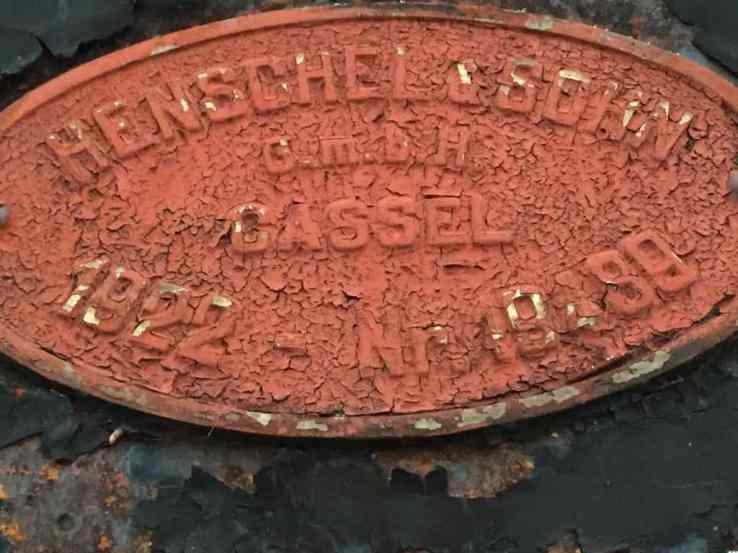 HENSCHEL & SOHN
G.m.b.H
CASSEL
1922 - Nr.